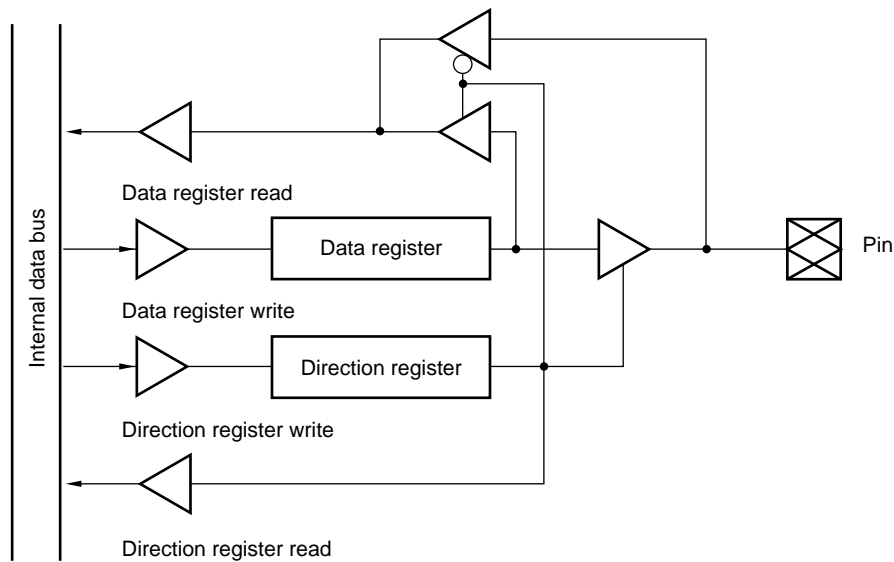 Internal data bus
Data register read
Data register
Pin
Data register write
Direction register
Direction register write
Direction register read